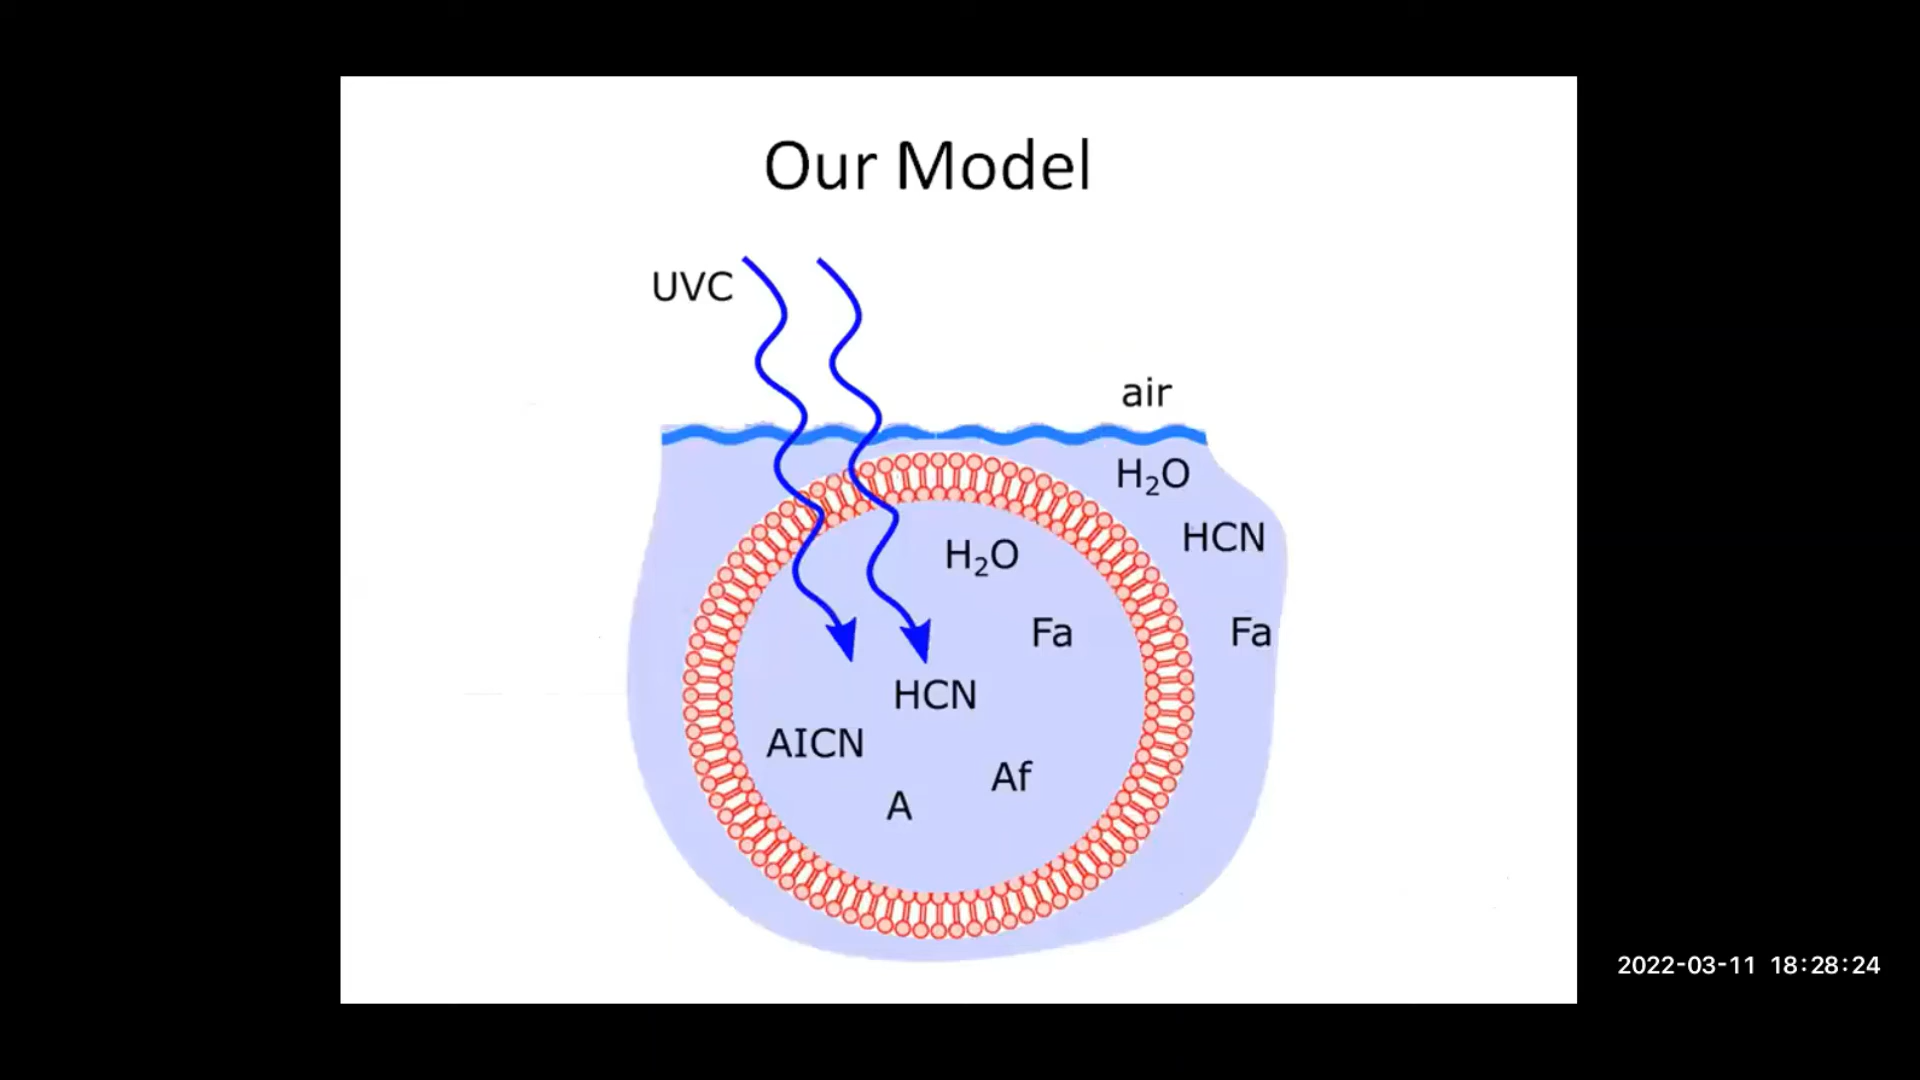 Our Model
UVC
air
H₂O
HCN
H₂O
Fa
Fa
HCN
AICN
Af
A
2022-03-11 18:28:24